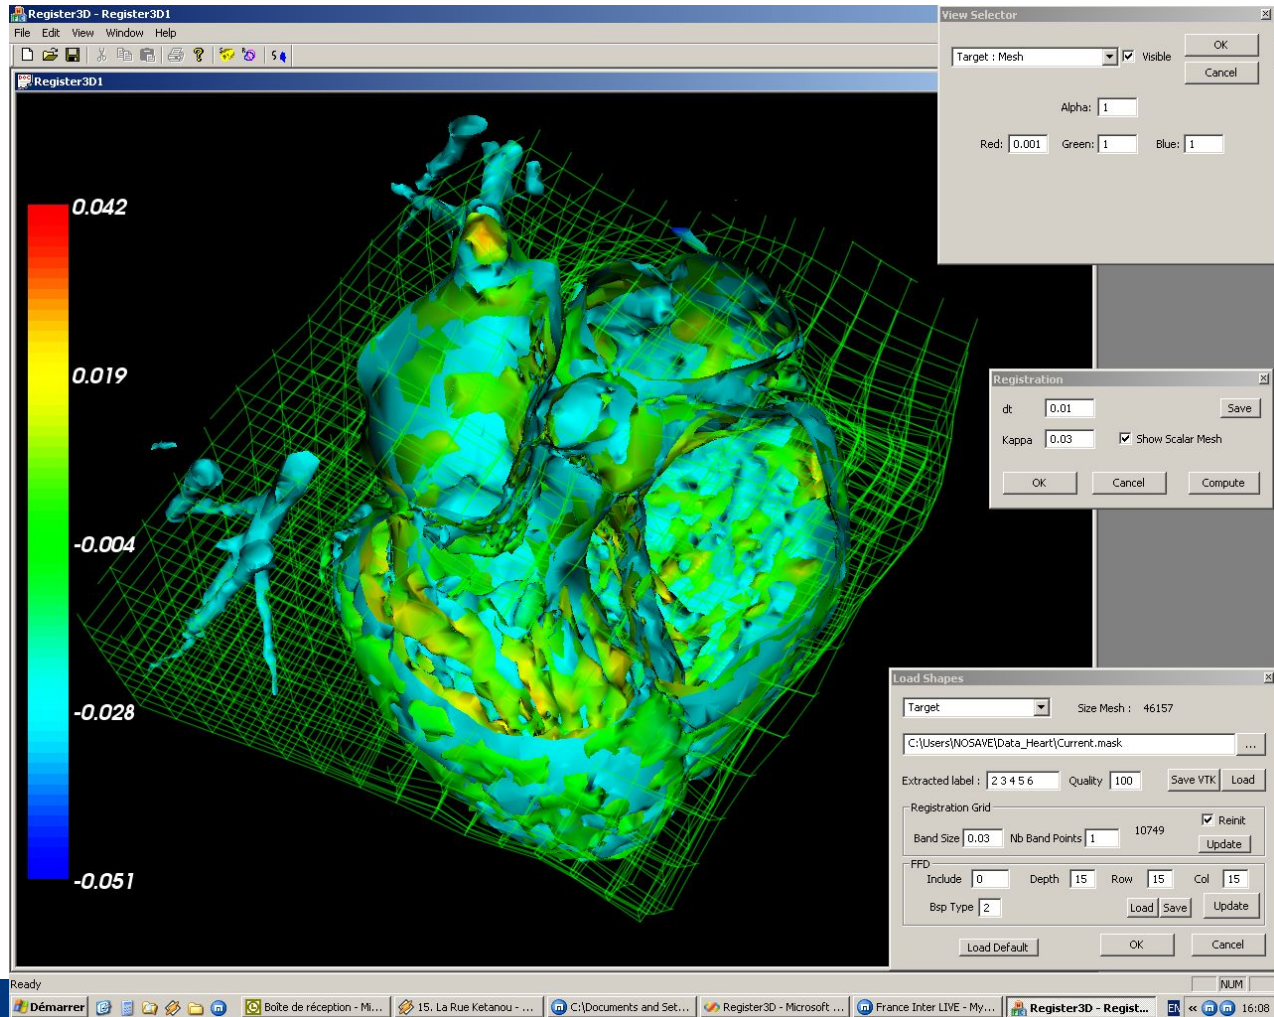 Register3D - Register3D1
File Edit View Window Help
Register3D1
0.042
0.019
-0.004
-0.028
-0.051
View Selector
Target : Mesh
Visible
OK
Cancel
Alpha: 1
Red: 0.001 Green: 1 Blue: 1
Registration
dt 0.01 Save
Kappa 0.03 Show Scalar Mesh
OK Cancel Compute
Load Shapes
Target Size Mesh : 46157
C:\Users\NOSAVE\Data_Heart\Current.mask ...
Extracted label : 2 3 4 5 6 Quality 100 Save VTK Load
Registration Grid
Reinit
Band Size 0.03 Nb Band Points 1 10749 Update
FFD
Include 0 Depth 15 Row 15 Col 15
Bsp Type 2 Load Save Update
Load Default OK Cancel
Ready NUM
Démarrer Boîte de réception - Mi... 15. La Rue Ketanou - ... C:\Documents and Set... Register3D - Microsoft ... France Inter LIVE - My... Register3D - Regist... EN « 16:08